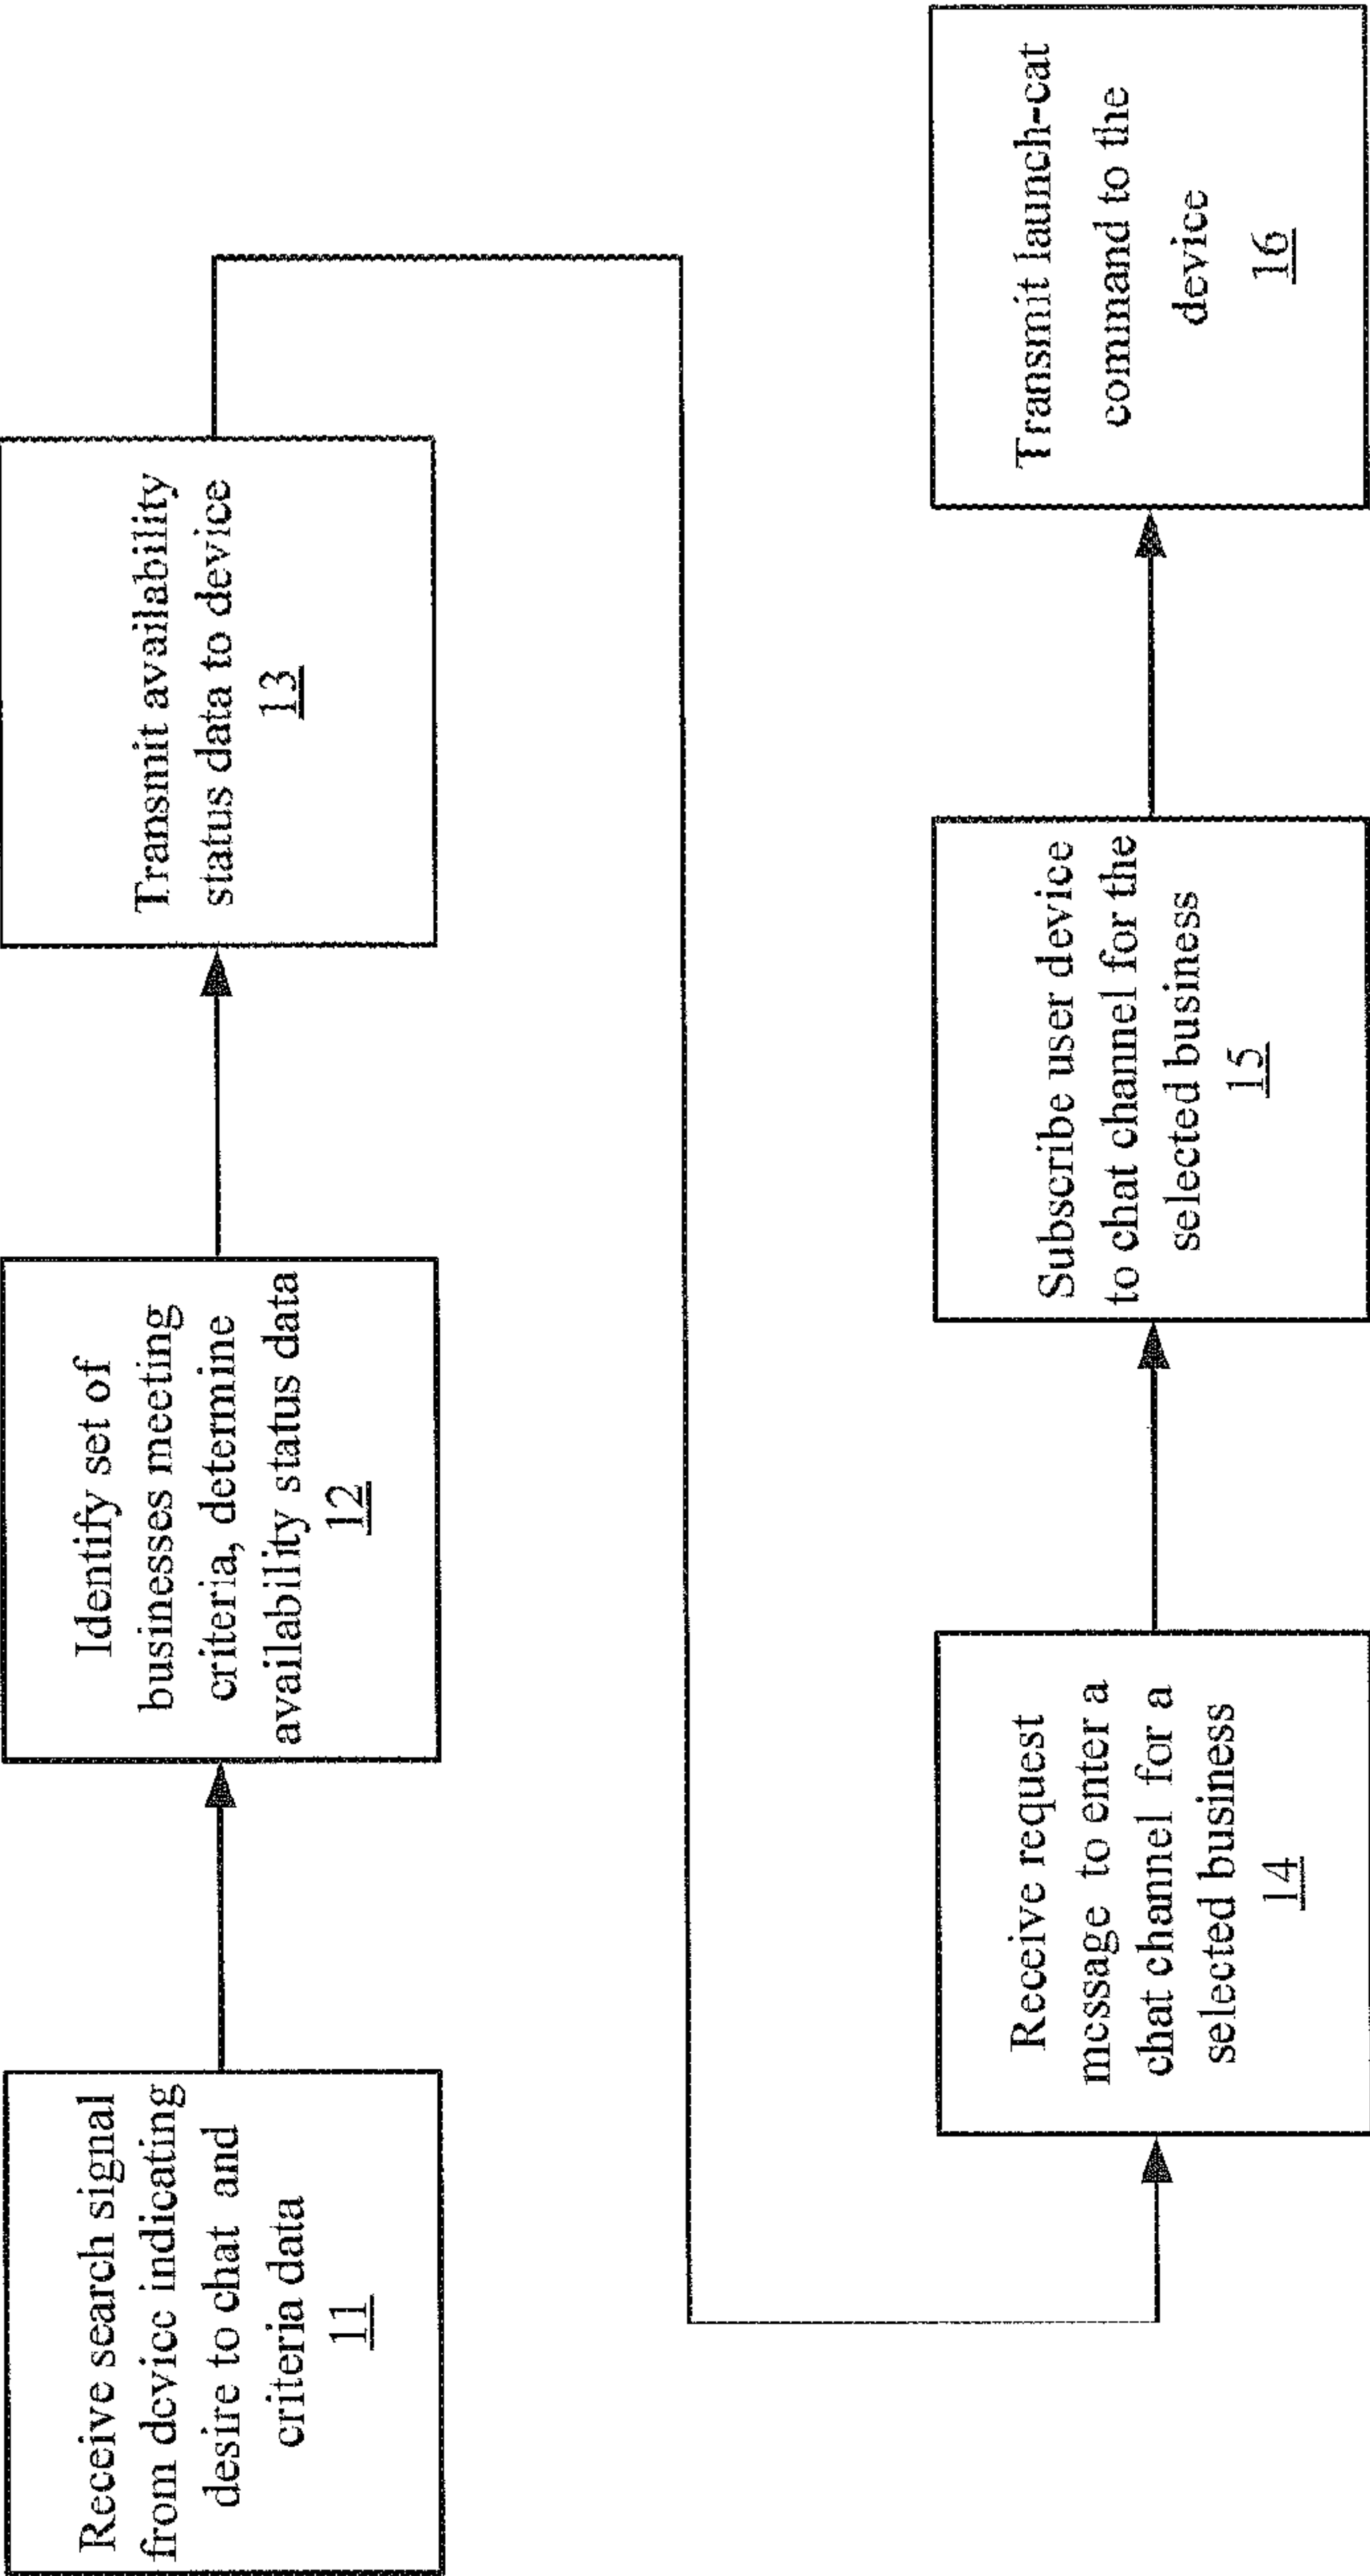 Receive search signal
from device indicating
desire to chat and
criteria data
11
Identify set of
businesses meeting
criteria, determine
availability status data
12
Transmit availability
status data to device
13
Receive request
message to enter a
chat channel for a
selected business
14
Subscribe user device
to chat channel for the
selected business
15
Transmit launch-cat
command to the
device
16